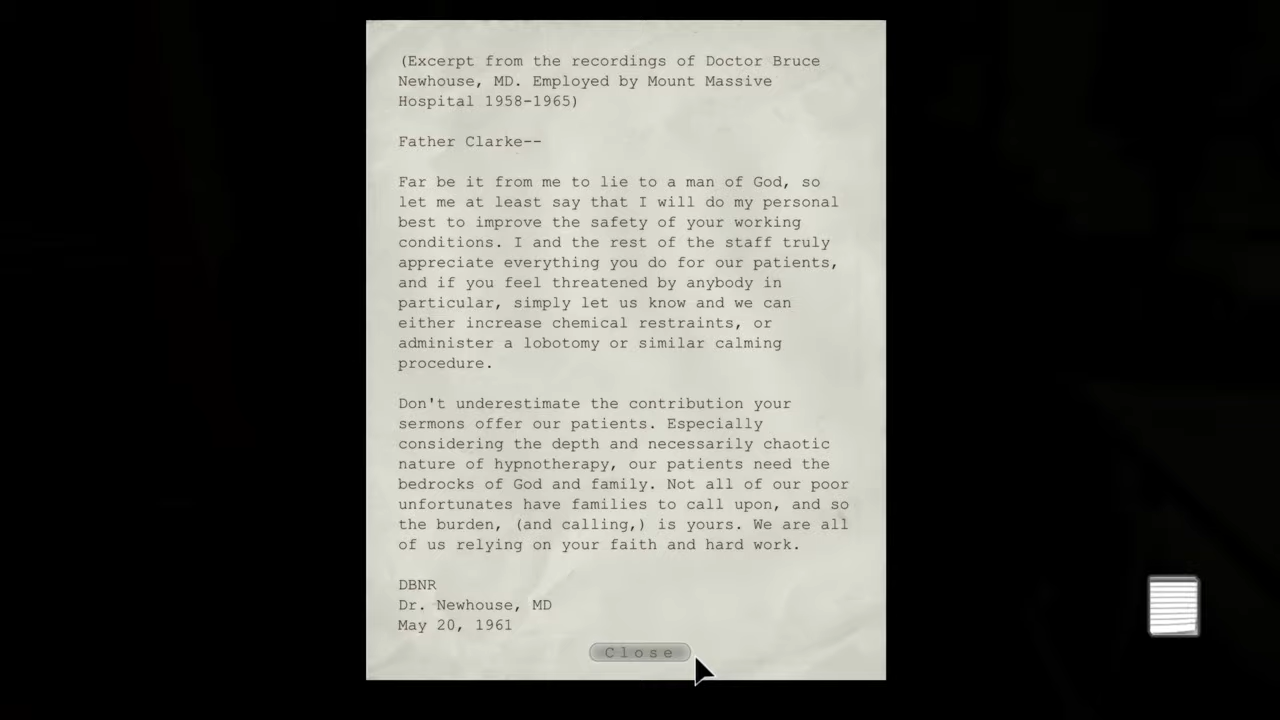 (Excerpt from the recordings of Doctor Bruce
Newhouse, MD. Employed by Mount Massive
Hospital 1958-1965)
Father Clarke--
Far be it from me to lie to a man of God, so
let me at least say that I will do my personal
best to improve the safety of your working
conditions. I and the rest of the staff truly
appreciate everything you do for our patients,
and if you feel threatened by anybody in
particular, simply let us know and we can
either increase chemical restraints, or
administer a lobotomy or similar calming
procedure.
Don't underestimate the contribution your
sermons offer our patients. Especially
considering the depth and necessarily chaotic
nature of hypnotherapy, our patients need the
bedrocks of God and family. Not all of our poor
unfortunates have families to call upon, and so
the burden, (and calling,) is yours. We are all
of us relying on your faith and hard work.
DBNR
Dr. Newhouse, MD
May 20, 1961
Close